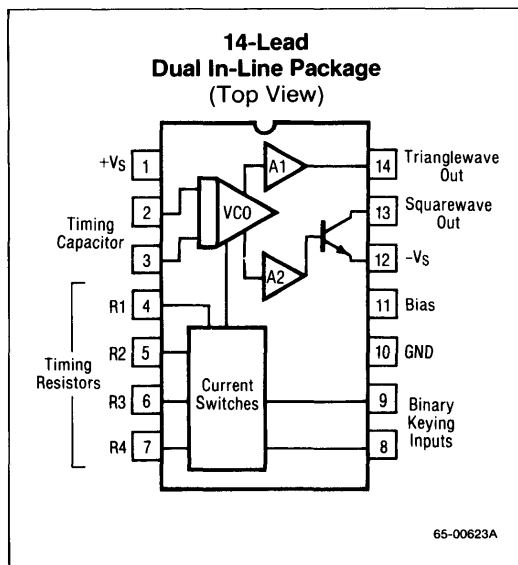 14-Lead
Dual In-Line Package
(Top View)
+VS
1
2
Timing
Capacitor
3
R1
4
R2
5
Timing
Resistors
R3
6
R4
7
VCO
A1
A2
Current
Switches
14
Trianglewave
Out
13
Squarewave
Out
12
–VS
11
Bias
10
GND
9
Binary
Keying
Inputs
8
65-00623A